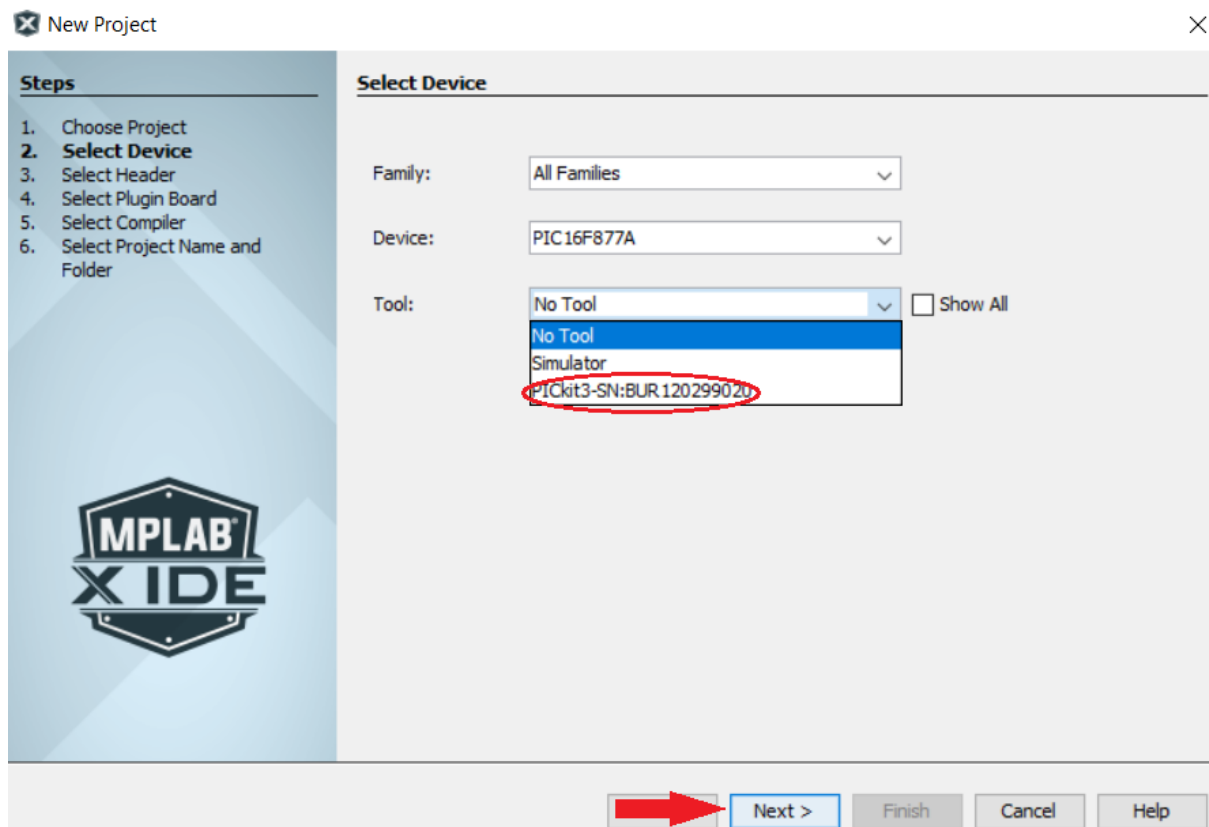 New Project
Steps
1. Choose Project
2. Select Device
3. Select Header
4. Select Plugin Board
5. Select Compiler
6. Select Project Name and
Folder
MPLAB®
X IDE
Select Device
Family: All Families
Device: PIC16F877A
Tool: No Tool Show All
No Tool
Simulator
PICkit3-SN:BUR120299020
Next > Finish Cancel Help